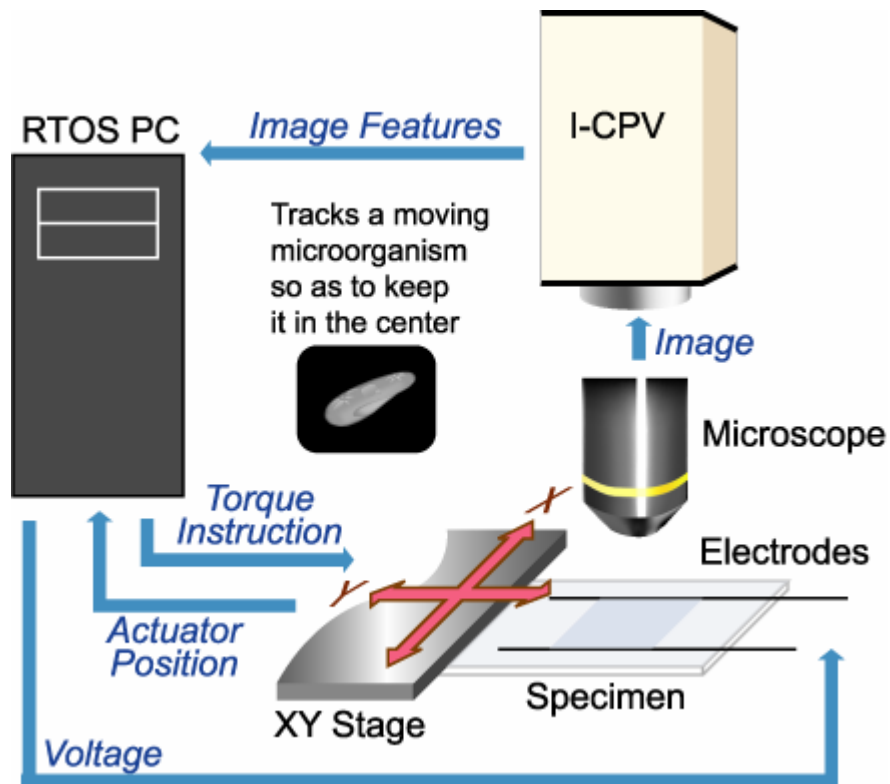 RTOS PC
Image Features
I-CPV
Tracks a moving
microorganism
so as to keep
it in the center
Image
Microscope
Torque
Instruction
X
Y
Electrodes
Actuator
Position
XY Stage
Specimen
Voltage